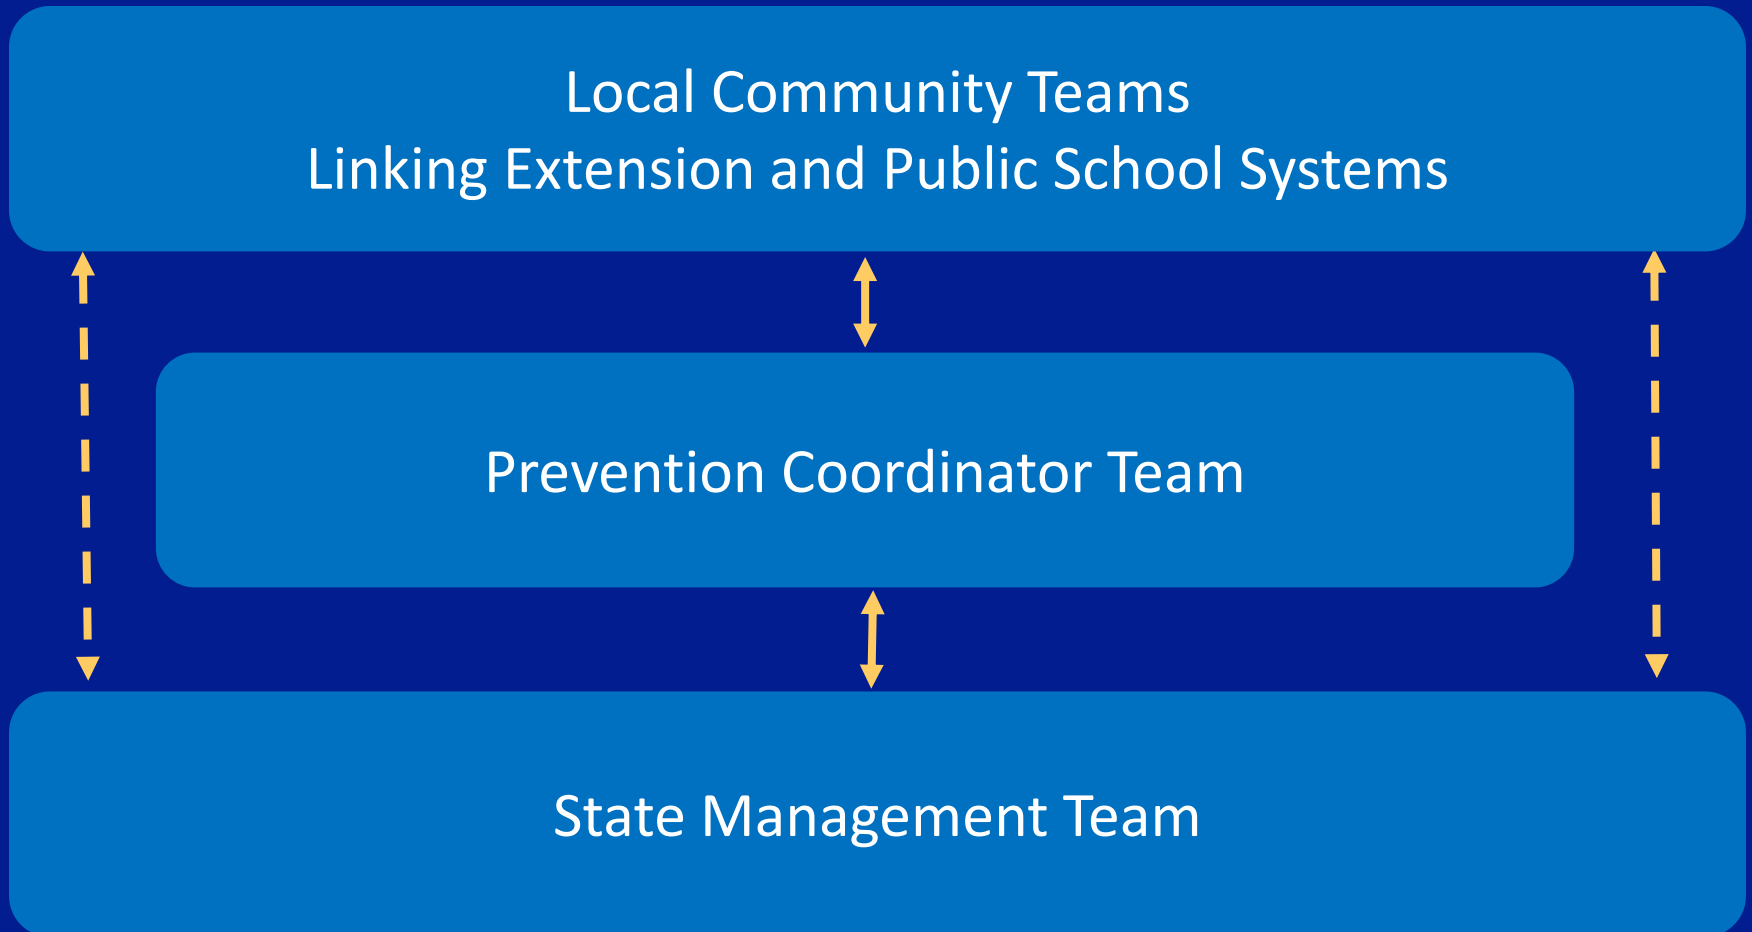 Local Community Teams
Linking Extension and Public School Systems
Prevention Coordinator Team
State Management Team